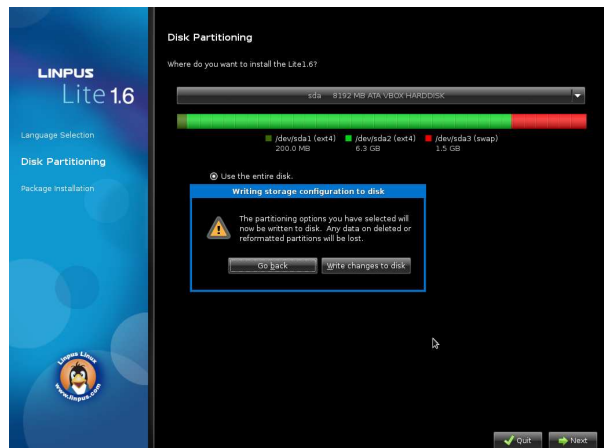 LINPUS
Lite 1.6
Language Selection
Disk Partitioning
Package Installation
Linpus Linux
www.linpus.com
Disk Partitioning
Where do you want to install the Lite1.6?
sda 8192 MB ATA VBOX HARDDISK
/dev/sda1 (ext4) /dev/sda2 (ext4) /dev/sda3 (swap)
200.0 MB 6.3 GB 1.5 GB
Use the entire disk.
Writing storage configuration to disk
The partitioning options you have selected will
now be written to disk. Any data on deleted or
reformatted partitions will be lost.
Go back Write changes to disk
Quit Next